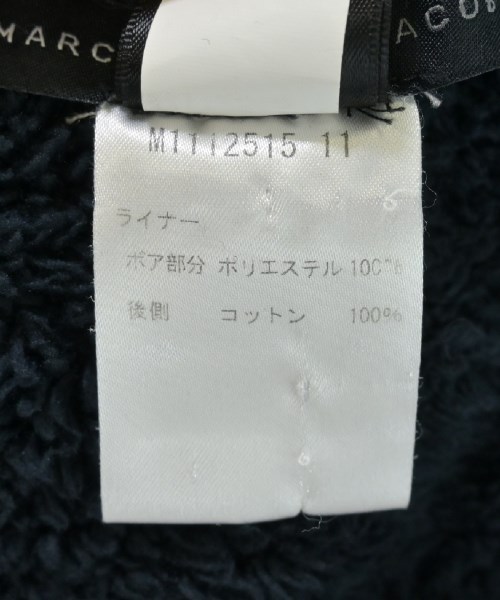 MARC ACOB
M1112515 11
ライナー
ボア部分 ポリエステル 100%
後側 コットン 100%